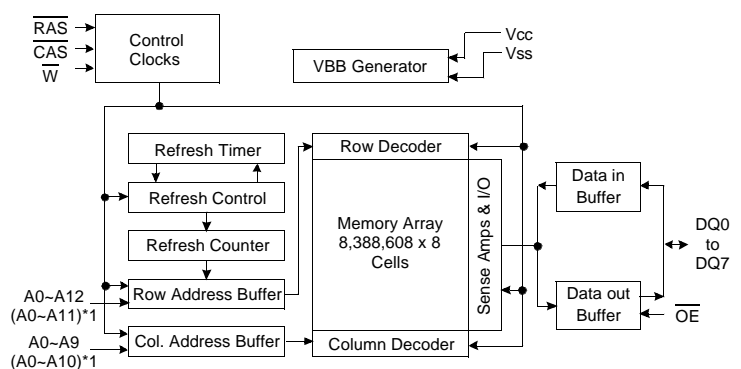 RAS
CAS
W
Control
Clocks
VBB Generator
Vcc
Vss
Refresh Timer
Refresh Control
Refresh Counter
Row Address Buffer
Col. Address Buffer
A0~A12
(A0~A11)*1
A0~A9
(A0~A10)*1
Row Decoder
Memory Array
8,388,608 x 8
Cells
Column Decoder
Sense Amps & I/O
Data in
Buffer
Data out
Buffer
DQ0
to
DQ7
OE